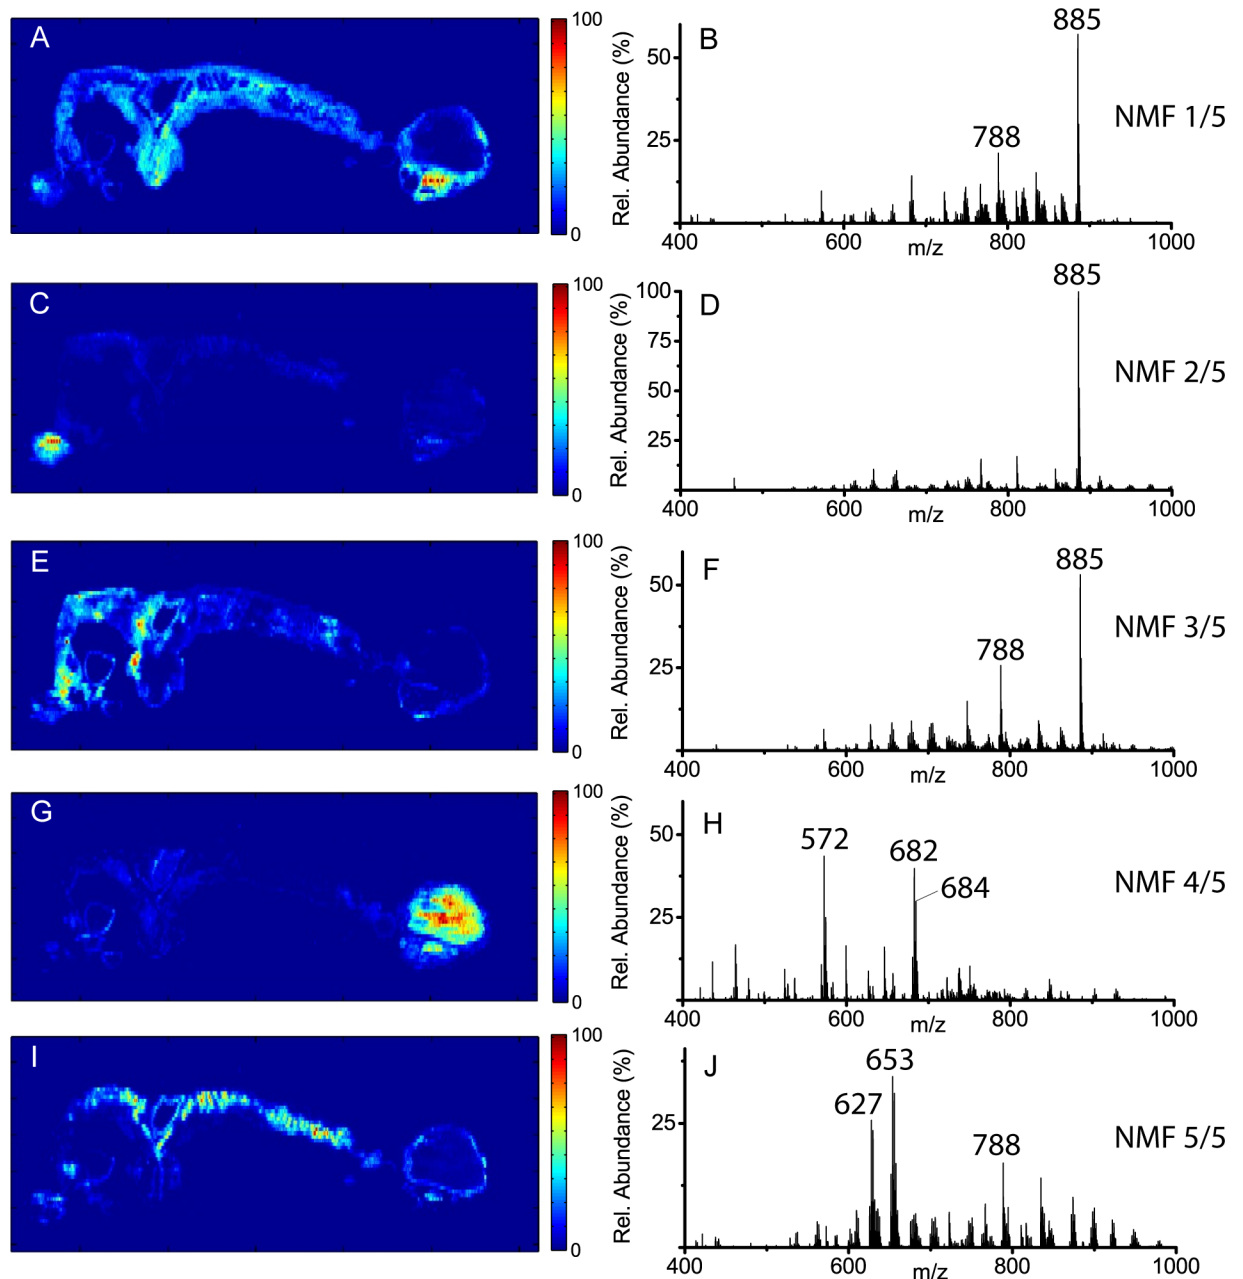 A
100
0
Rel. Abundance (%)
50
25
B
885
788
400
600
800
1000
m/z
NMF 1/5
C
100
0
Rel. Abundance (%)
100
75
50
25
D
885
400
600
800
1000
m/z
NMF 2/5
E
100
0
Rel. Abundance (%)
50
25
F
885
788
400
600
800
1000
m/z
NMF 3/5
G
100
0
Rel. Abundance (%)
50
25
H
572
682
684
400
600
800
1000
m/z
NMF 4/5
I
100
0
Rel. Abundance (%)
25
J
653
627
788
400
600
800
1000
m/z
NMF 5/5